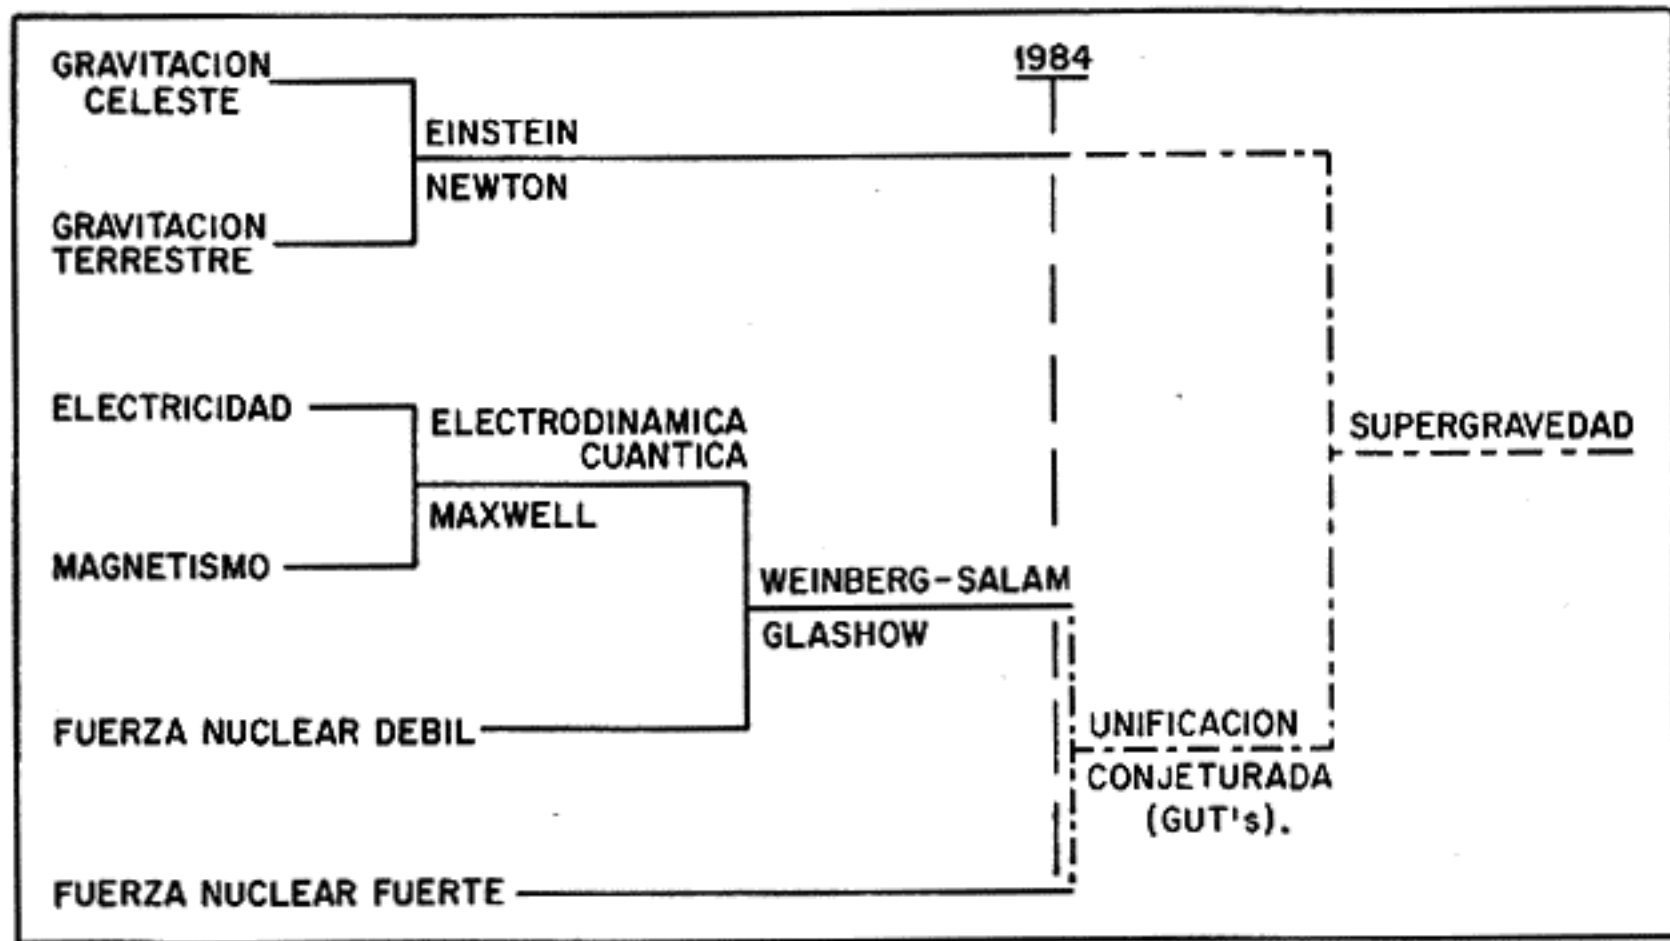 GRAVITACION
CELESTE
1984
EINSTEIN
NEWTON
GRAVITACION
TERRESTRE
ELECTRICIDAD
ELECTRODINAMICA
CUANTICA
MAXWELL
MAGNETISMO
SUPERGRAVEDAD
WEINBERG-SALAM
GLASHOW
FUERZA NUCLEAR DEBIL
UNIFICACION
CONJETURADA
(GUT's).
FUERZA NUCLEAR FUERTE